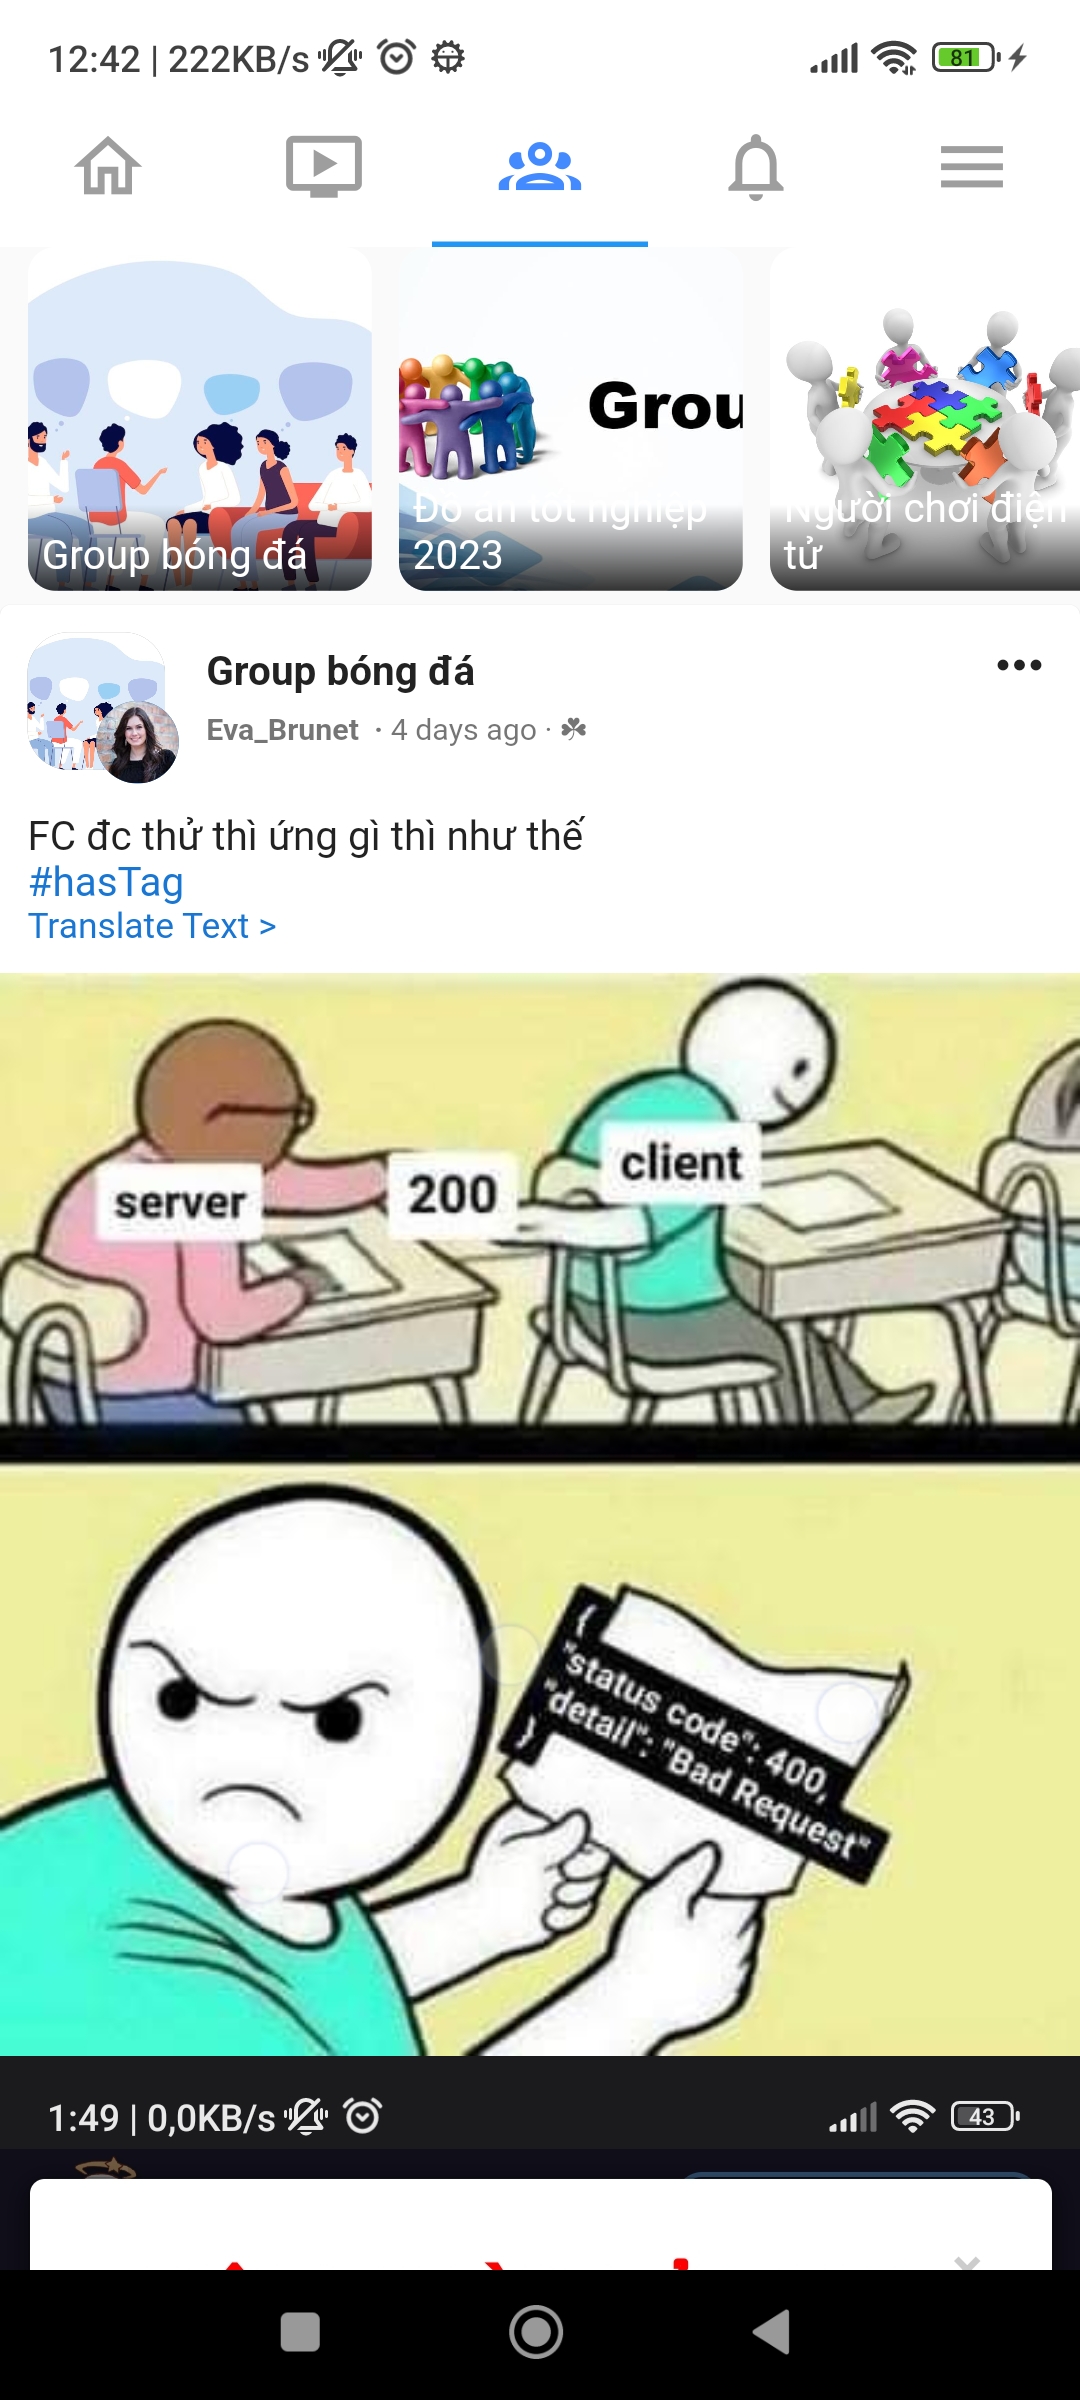 12:42 | 222KB/s
81
Grou
Group bóng đá
Đồ án tốt nghiệp
2023
Người chơi điện
tử
Group bóng đá
Eva_Brunet · 4 days ago ·
FC đc thử thì ứng gì thì như thế
#hasTag
Translate Text >
server
200
client
{
"status code": 400,
"detail": "Bad Request"
}
1:49 | 0,0KB/s
43